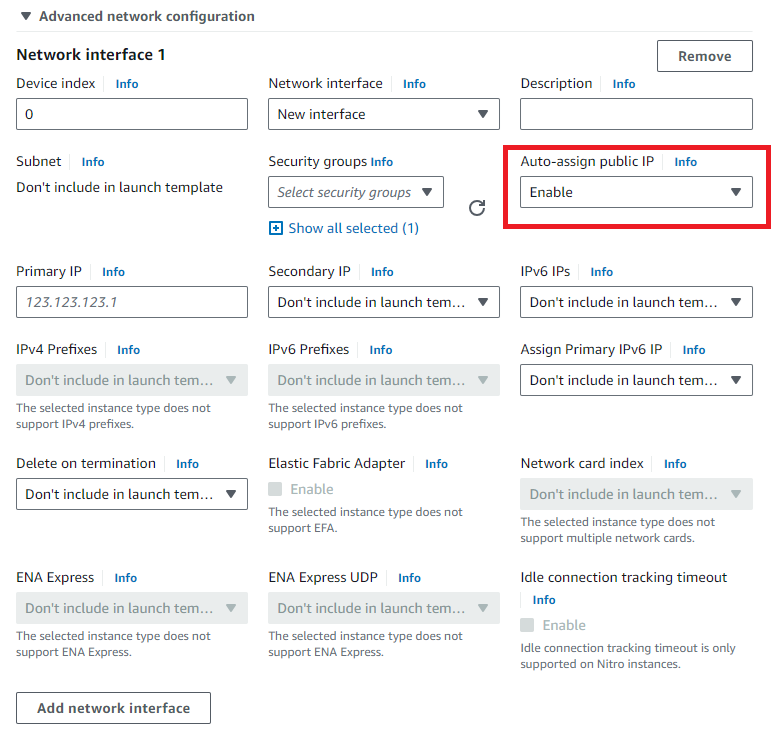 Advanced network configuration
Network interface 1
Remove
Device index Info
Network interface Info
Description Info
0
New interface
Subnet Info
Security groups Info
Auto-assign public IP Info
Don't include in launch template
Select security groups
Enable
Show all selected (1)
Primary IP Info
Secondary IP Info
IPv6 IPs Info
123.123.123.1
Don't include in launch tem...
Don't include in launch tem...
IPv4 Prefixes Info
IPv6 Prefixes Info
Assign Primary IPv6 IP Info
Don't include in launch tem...
Don't include in launch tem...
Don't include in launch tem...
The selected instance type does not
support IPv4 prefixes.
The selected instance type does not
support IPv6 prefixes.
Delete on termination Info
Elastic Fabric Adapter Info
Network card index Info
Don't include in launch tem...
Enable
Don't include in launch tem...
The selected instance type does not
support EFA.
The selected instance type does not
support multiple network cards.
ENA Express Info
ENA Express UDP Info
Idle connection tracking timeout
Info
Don't include in launch tem...
Don't include in launch tem...
Enable
The selected instance type does not
support ENA Express.
The selected instance type does not
support ENA Express.
Idle connection tracking timeout is only
supported on Nitro instances.
Add network interface